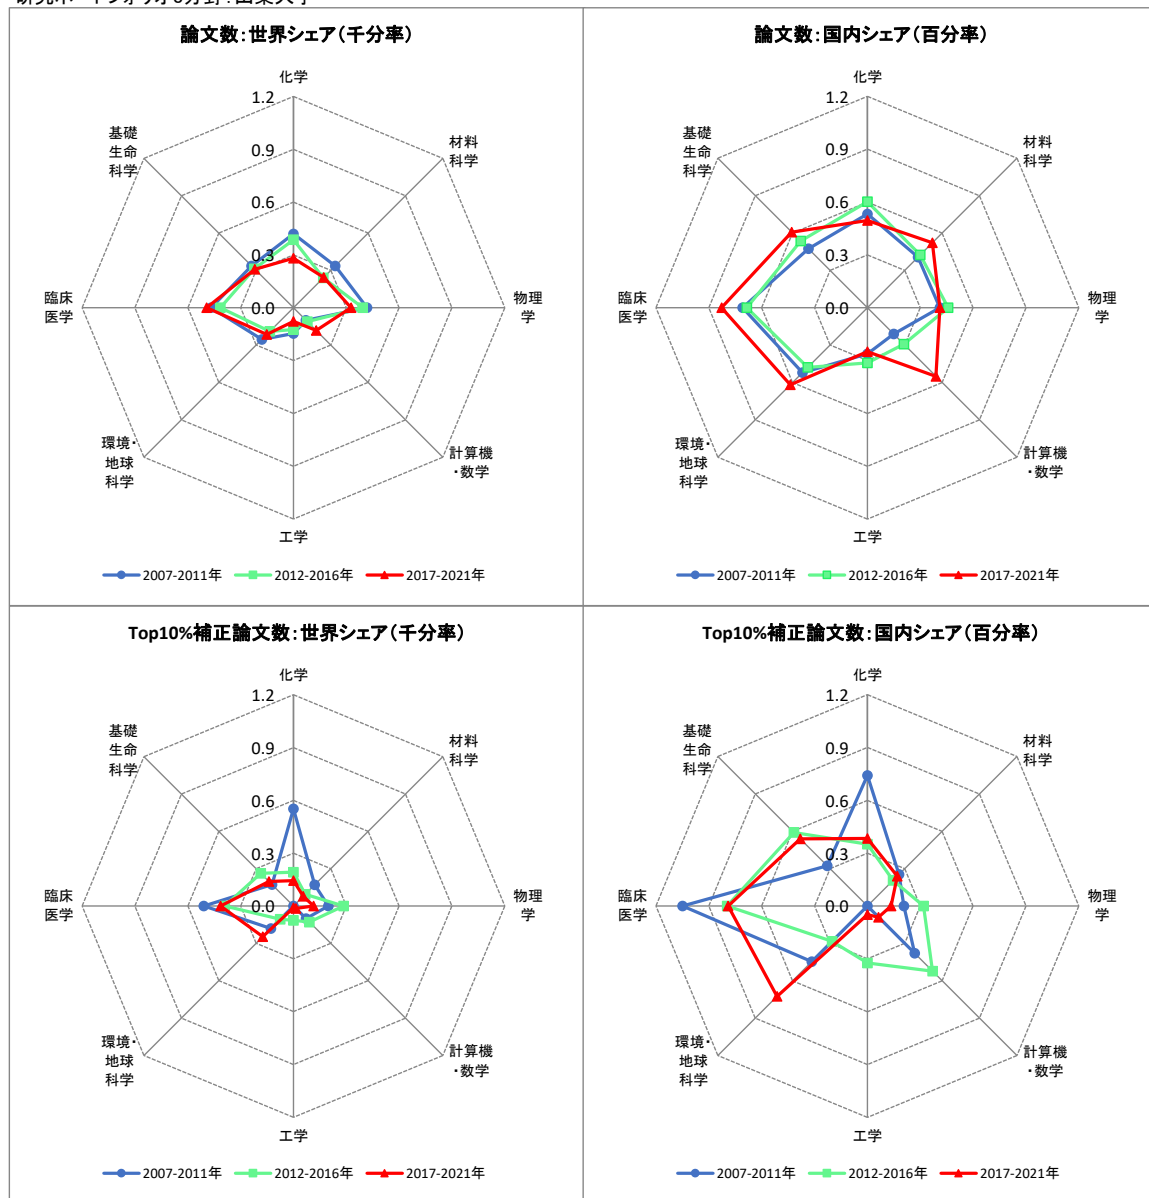 論文数：世界シェア（千分率）
化学
材料
科学
物理
学
計算機
・数学
工学
環境・
地球
科学
臨床
医学
基礎
生命
科学
1.2
0.9
0.6
0.3
0.0
2007-2011年 2012-2016年 2017-2021年
論文数：国内シェア（百分率）
化学
材料
科学
物理
学
計算機
・数学
工学
環境・
地球
科学
臨床
医学
基礎
生命
科学
1.2
0.9
0.6
0.3
0.0
2007-2011年 2012-2016年 2017-2021年
Top10%補正論文数：世界シェア（千分率）
化学
材料
科学
物理
学
計算機
・数学
工学
環境・
地球
科学
臨床
医学
基礎
生命
科学
1.2
0.9
0.6
0.3
0.0
2007-2011年 2012-2016年 2017-2021年
Top10%補正論文数：国内シェア（百分率）
化学
材料
科学
物理
学
計算機
・数学
工学
環境・
地球
科学
臨床
医学
基礎
生命
科学
1.2
0.9
0.6
0.3
0.0
2007-2011年 2012-2016年 2017-2021年